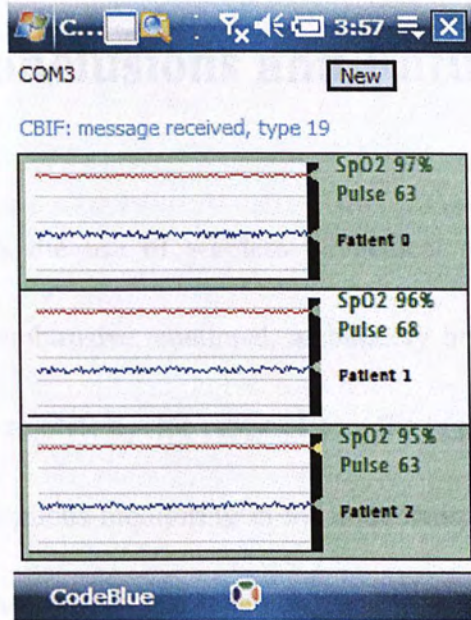 C... 3:57
COM3 New
CBIF: message received, type 19
SpO2 97%
Pulse 63
Patient 0
SpO2 96%
Pulse 68
Patient 1
SpO2 95%
Pulse 63
Patient 2
CodeBlue